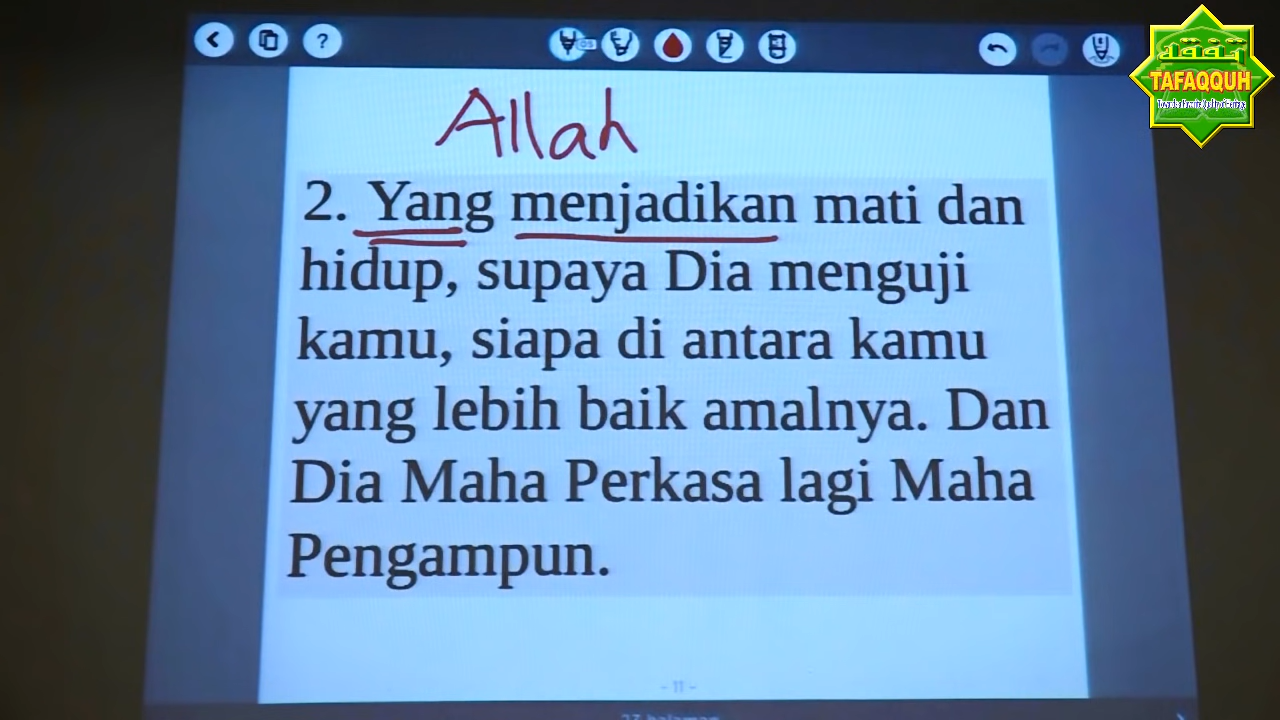 ?
تفقه
TAFAQQUH
Allah
2. Yang menjadikan mati dan
hidup, supaya Dia menguji
kamu, siapa di antara kamu
yang lebih baik amalnya. Dan
Dia Maha Perkasa lagi Maha
Pengampun.
- 11 -